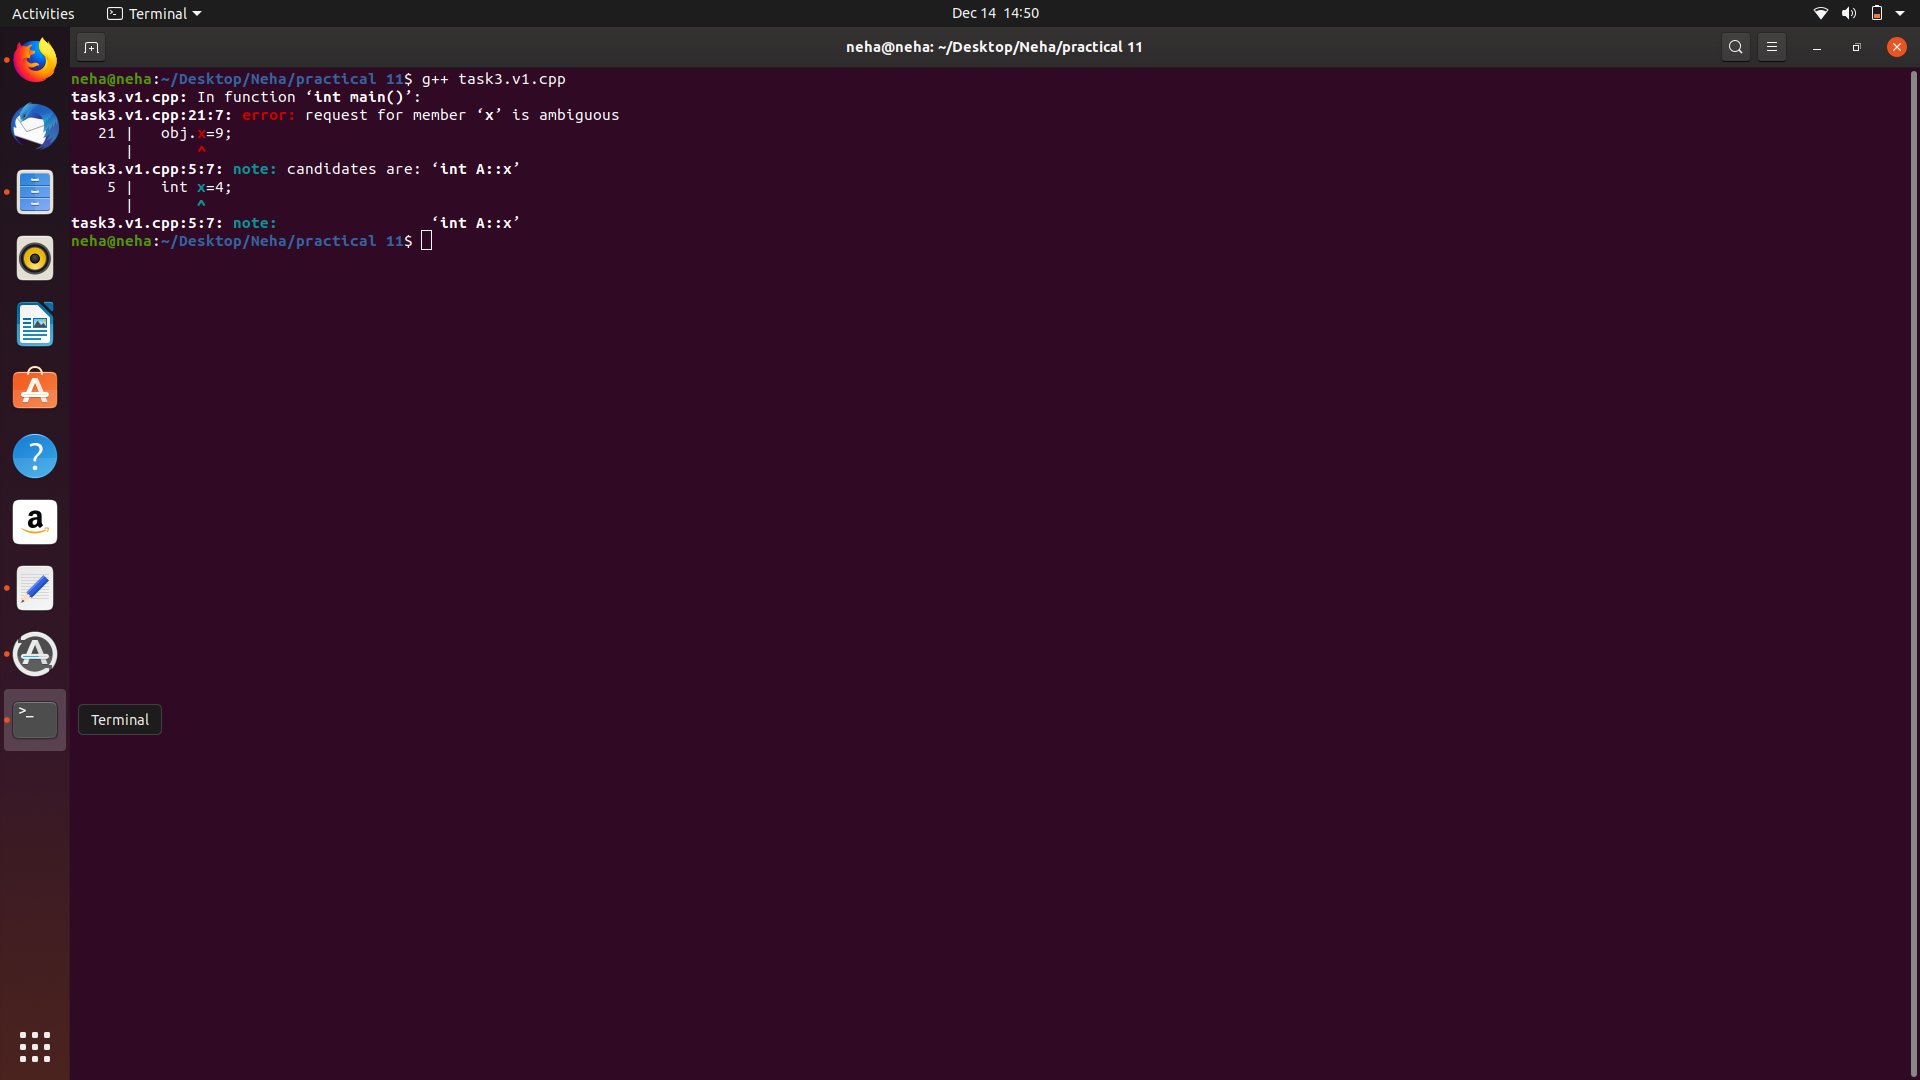 Activities
Terminal
Dec 14 14:50
neha@neha: ~/Desktop/Neha/practical 11
neha@neha:~/Desktop/Neha/practical 11$ g++ task3.v1.cpp
task3.v1.cpp: In function ‘int main()’:
task3.v1.cpp:21:7: error: request for member ‘x’ is ambiguous
   21 |   obj.x=9;
      |       ^
task3.v1.cpp:5:7: note: candidates are: ‘int A::x’
    5 |   int x=4;
      |       ^
task3.v1.cpp:5:7: note:                 ‘int A::x’
neha@neha:~/Desktop/Neha/practical 11$
?
a
>_
Terminal